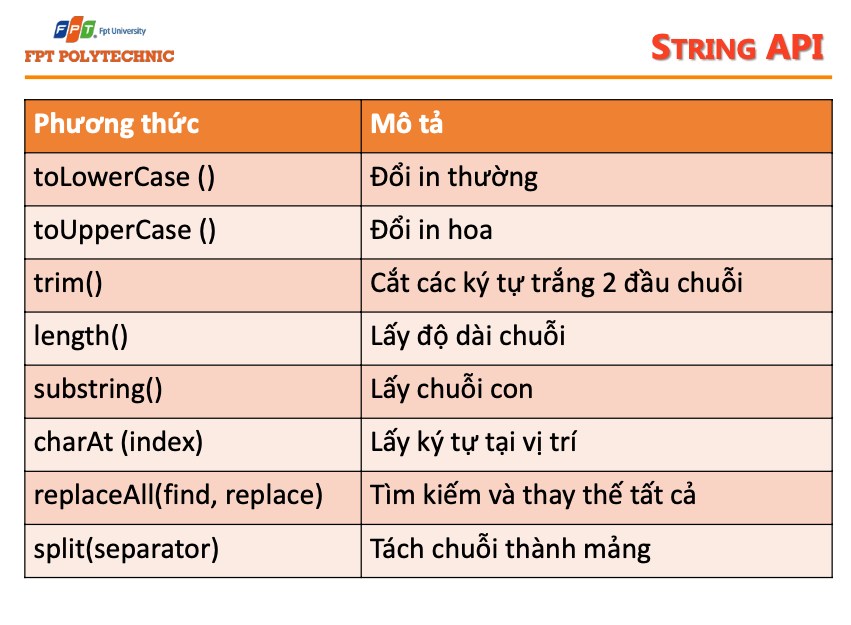 FPT. Fpt University
FPT POLYTECHNIC
STRING API
Phương thức Mô tả
toLowerCase () Đổi in thường
toUpperCase () Đổi in hoa
trim() Cắt các ký tự trắng 2 đầu chuỗi
length() Lấy độ dài chuỗi
substring() Lấy chuỗi con
charAt (index) Lấy ký tự tại vị trí
replaceAll(find, replace) Tìm kiếm và thay thế tất cả
split(separator) Tách chuỗi thành mảng